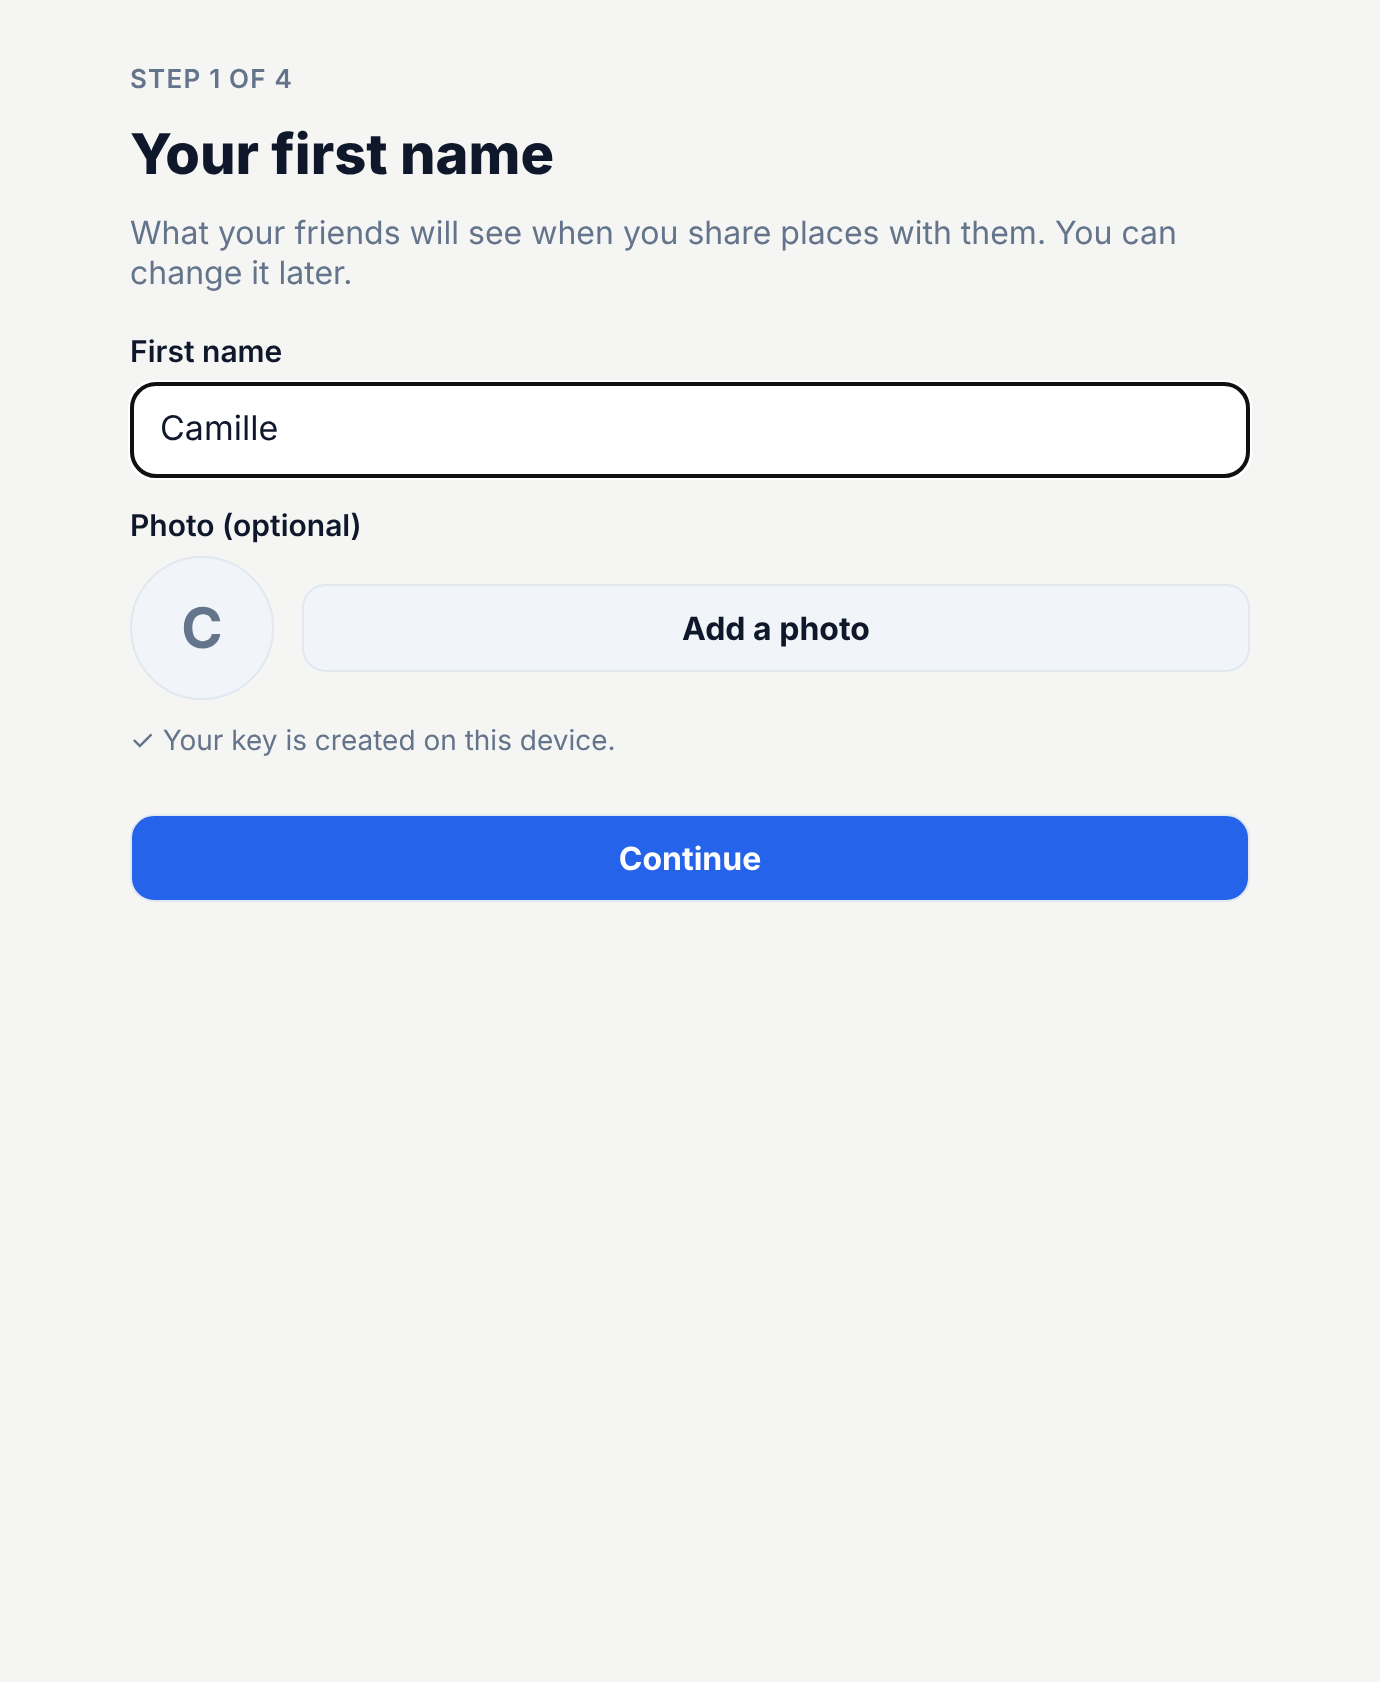 STEP 1 OF 4
Your first name
What your friends will see when you share places with them. You can
change it later.
First name
Camille
Photo (optional)
C
Add a photo
✓ Your key is created on this device.
Continue